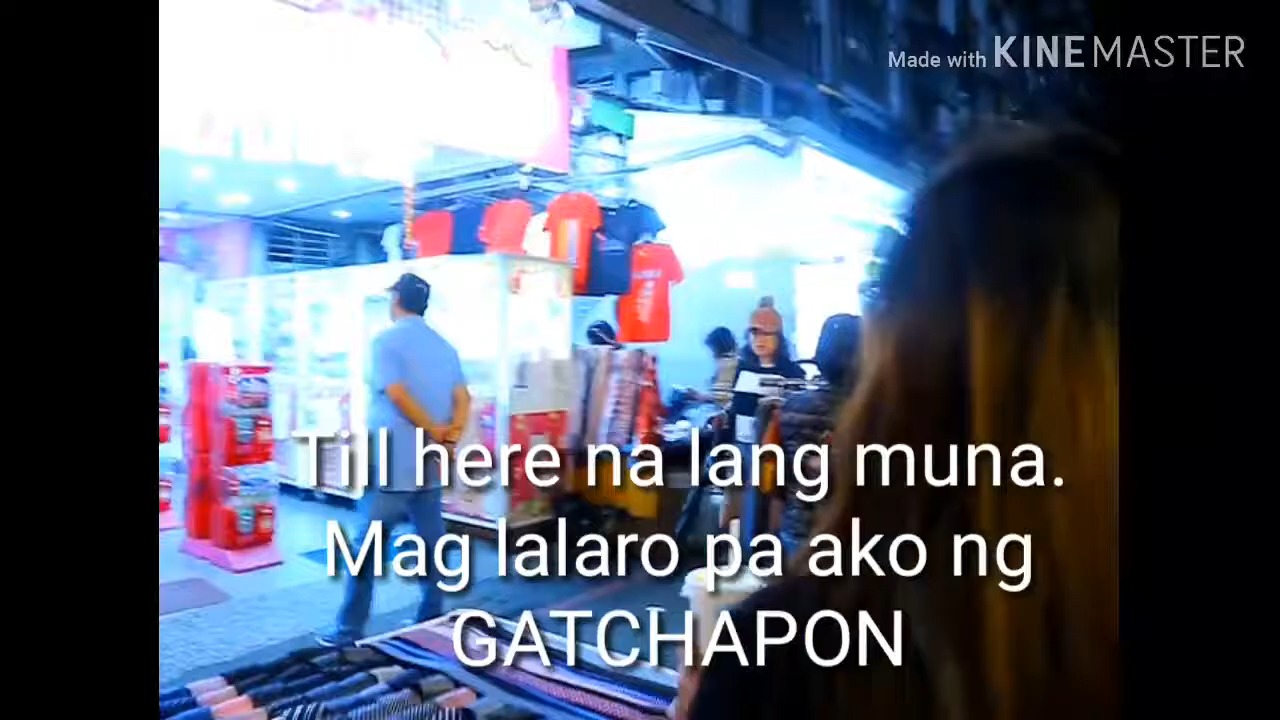 Made with KINEMASTER
Till here na lang muna.
Mag lalaro pa ako ng
GATCHAPON